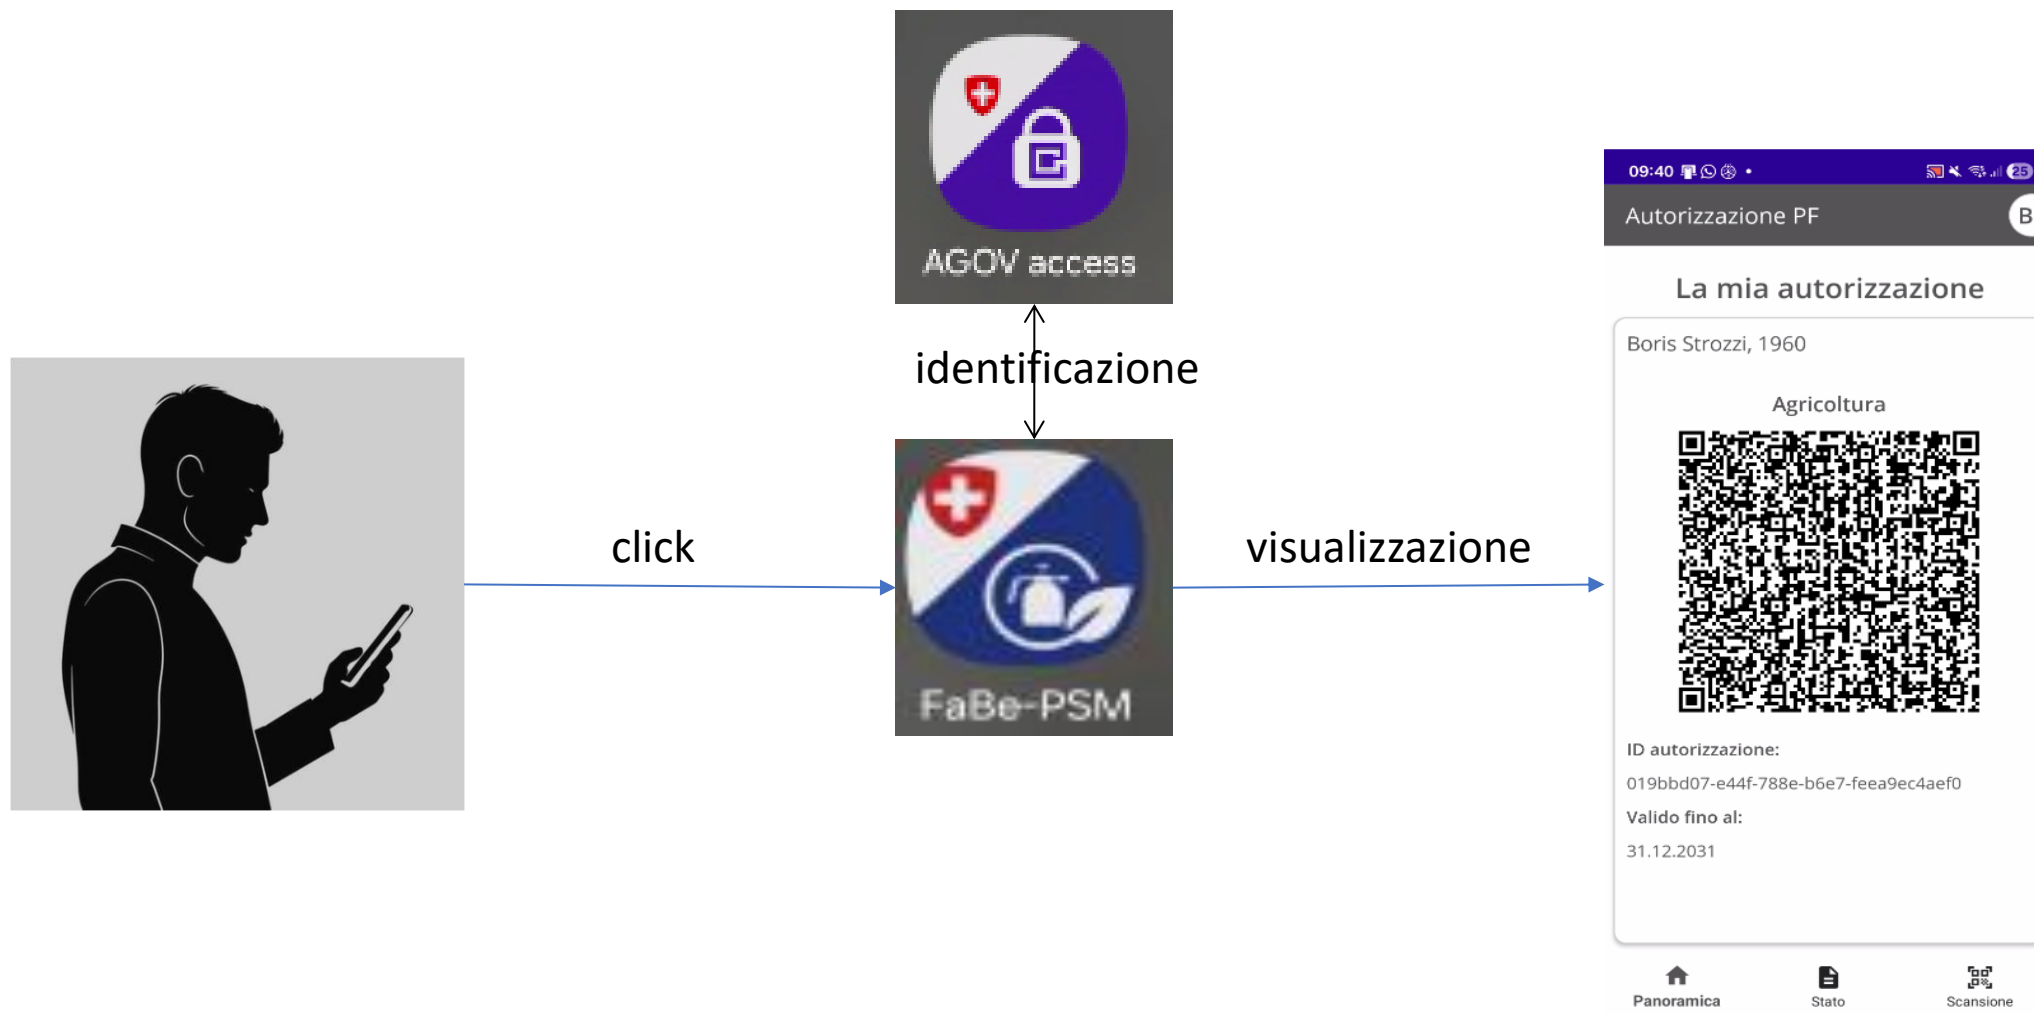 AGOV access
identificazione
click
FaBe-PSM
visualizzazione
09:40
25
Autorizzazione PF
B
La mia autorizzazione
Boris Strozzi, 1960
Agricoltura
ID autorizzazione:
019bbd07-e44f-788e-b6e7-feea9ec4aef0
Valido fino al:
31.12.2031
Panoramica
Stato
Scansione